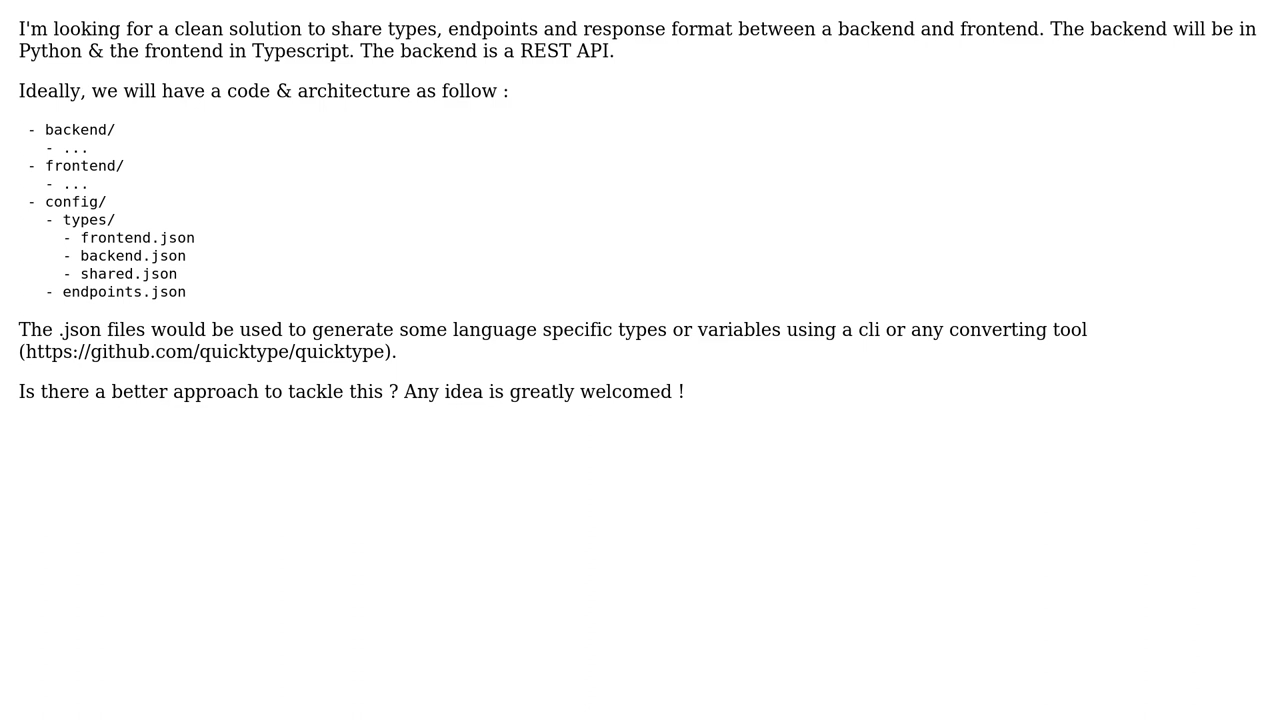 I'm looking for a clean solution to share types, endpoints and response format between a backend and frontend. The backend will be in
Python & the frontend in Typescript. The backend is a REST API.
Ideally, we will have a code & architecture as follow :
- backend/
- ...
- frontend/
- ...
- config/
- types/
- frontend.json
- backend.json
- shared.json
- endpoints.json
The .json files would be used to generate some language specific types or variables using a cli or any converting tool
(https://github.com/quicktype/quicktype).
Is there a better approach to tackle this ? Any idea is greatly welcomed !